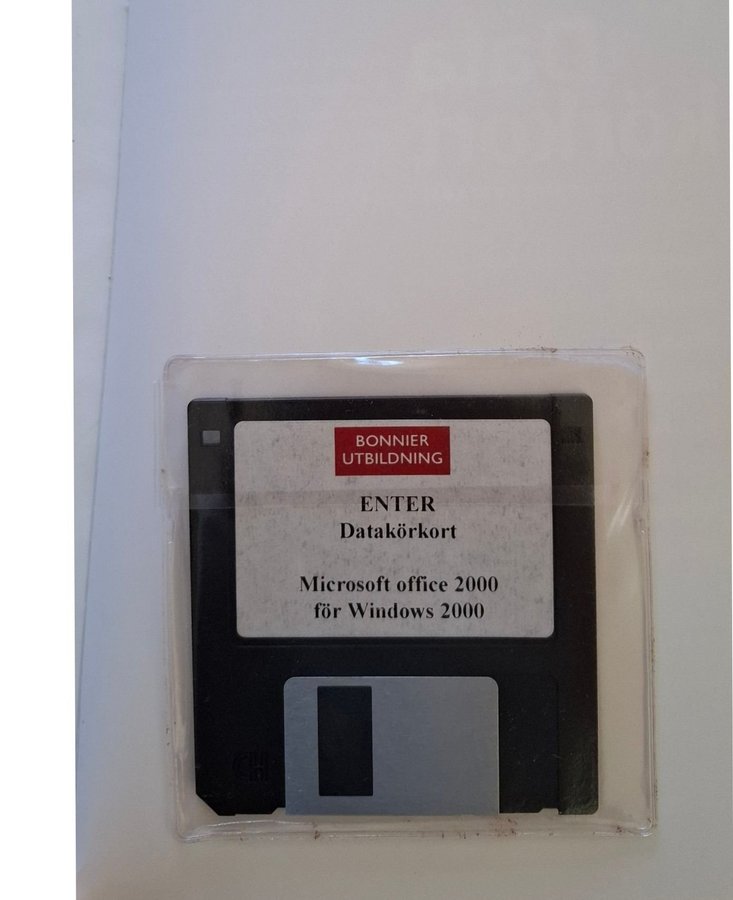 BONNIER
UTBILDNING
ENTER
Datakörkort
Microsoft office 2000
för Windows 2000